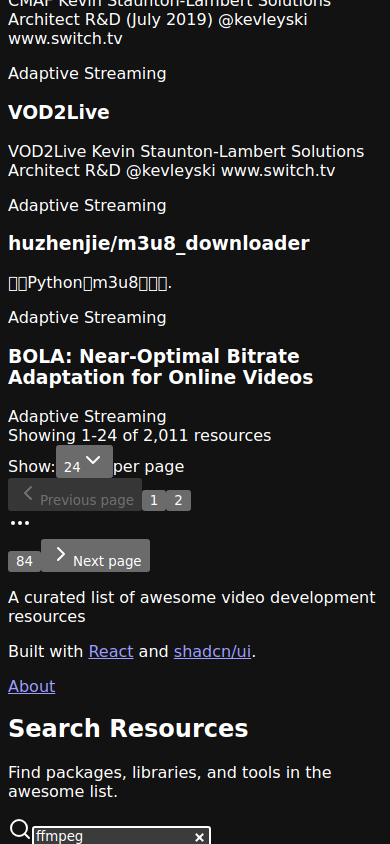 CMAF Kevin Staunton-Lambert Solutions
Architect R&D (July 2019) @kevleyski
www.switch.tv
Adaptive Streaming
VOD2Live
VOD2Live Kevin Staunton-Lambert Solutions
Architect R&D @kevleyski www.switch.tv
Adaptive Streaming
huzhenjie/m3u8_downloader
Python m3u8 .
Adaptive Streaming
BOLA: Near-Optimal Bitrate
Adaptation for Online Videos
Adaptive Streaming
Showing 1-24 of 2,011 resources
Show: 24 per page
Previous page 1 2
•••
84 Next page
A curated list of awesome video development
resources
Built with React and shadcn/ui.
About
Search Resources
Find packages, libraries, and tools in the
awesome list.
ffmpeg